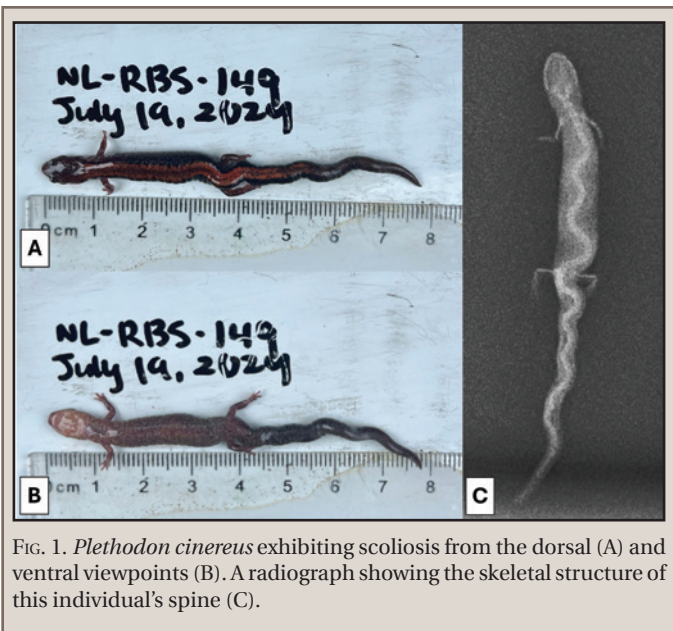 NL-RBS-149
July 19, 2024
0cm 1 2 3 4 5 6 7 8
A
NL-RBS-149
July 19, 2024
0cm 1 2 3 4 5 6 7 8
B
C
FIG. 1. Plethodon cinereus exhibiting scoliosis from the dorsal (A) and
ventral viewpoints (B). A radiograph showing the skeletal structure of
this individual's spine (C).